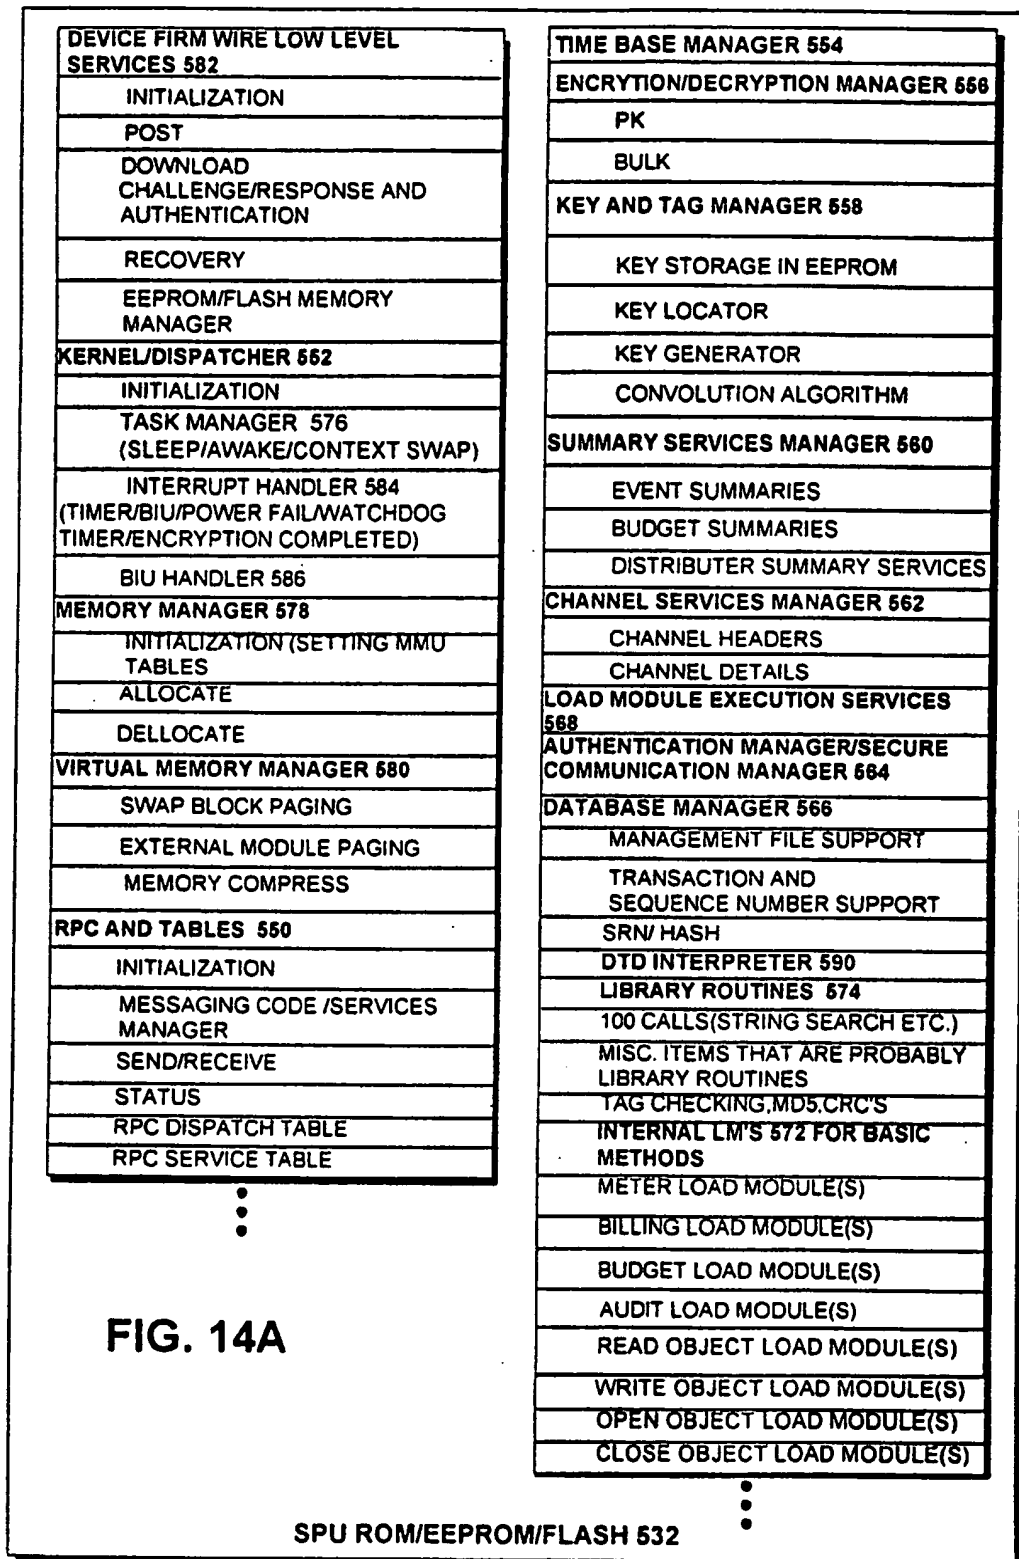 DEVICE FIRM WIRE LOW LEVEL
SERVICES 582
INITIALIZATION
POST
DOWNLOAD
CHALLENGE/RESPONSE AND
AUTHENTICATION
RECOVERY
EEPROM/FLASH MEMORY
MANAGER
KERNEL/DISPATCHER 552
INITIALIZATION
TASK MANAGER 576
(SLEEP/AWAKE/CONTEXT SWAP)
INTERRUPT HANDLER 584
(TIMER/BIU/POWER FAIL/WATCHDOG
TIMER/ENCRYPTION COMPLETED)
BIU HANDLER 586
MEMORY MANAGER 578
INITIALIZATION (SETTING MMU
TABLES
ALLOCATE
DELLOCATE
VIRTUAL MEMORY MANAGER 580
SWAP BLOCK PAGING
EXTERNAL MODULE PAGING
MEMORY COMPRESS
RPC AND TABLES 550
INITIALIZATION
MESSAGING CODE /SERVICES
MANAGER
SEND/RECEIVE
STATUS
RPC DISPATCH TABLE
RPC SERVICE TABLE
TIME BASE MANAGER 554
ENCRYTION/DECRYPTION MANAGER 556
PK
BULK
KEY AND TAG MANAGER 558
KEY STORAGE IN EEPROM
KEY LOCATOR
KEY GENERATOR
CONVOLUTION ALGORITHM
SUMMARY SERVICES MANAGER 560
EVENT SUMMARIES
BUDGET SUMMARIES
DISTRIBUTER SUMMARY SERVICES
CHANNEL SERVICES MANAGER 562
CHANNEL HEADERS
CHANNEL DETAILS
LOAD MODULE EXECUTION SERVICES
568
AUTHENTICATION MANAGER/SECURE
COMMUNICATION MANAGER 564
DATABASE MANAGER 566
MANAGEMENT FILE SUPPORT
TRANSACTION AND
SEQUENCE NUMBER SUPPORT
SRN/ HASH
DTD INTERPRETER 590
LIBRARY ROUTINES 574
100 CALLS(STRING SEARCH ETC.)
MISC. ITEMS THAT ARE PROBABLY
LIBRARY ROUTINES
TAG CHECKING,MD5,CRC'S
INTERNAL LM'S 572 FOR BASIC
METHODS
METER LOAD MODULE(S)
BILLING LOAD MODULE(S)
BUDGET LOAD MODULE(S)
AUDIT LOAD MODULE(S)
READ OBJECT LOAD MODULE(S)
WRITE OBJECT LOAD MODULE(S)
OPEN OBJECT LOAD MODULE(S)
CLOSE OBJECT LOAD MODULE(S)
FIG. 14A
SPU ROM/EEPROM/FLASH 532